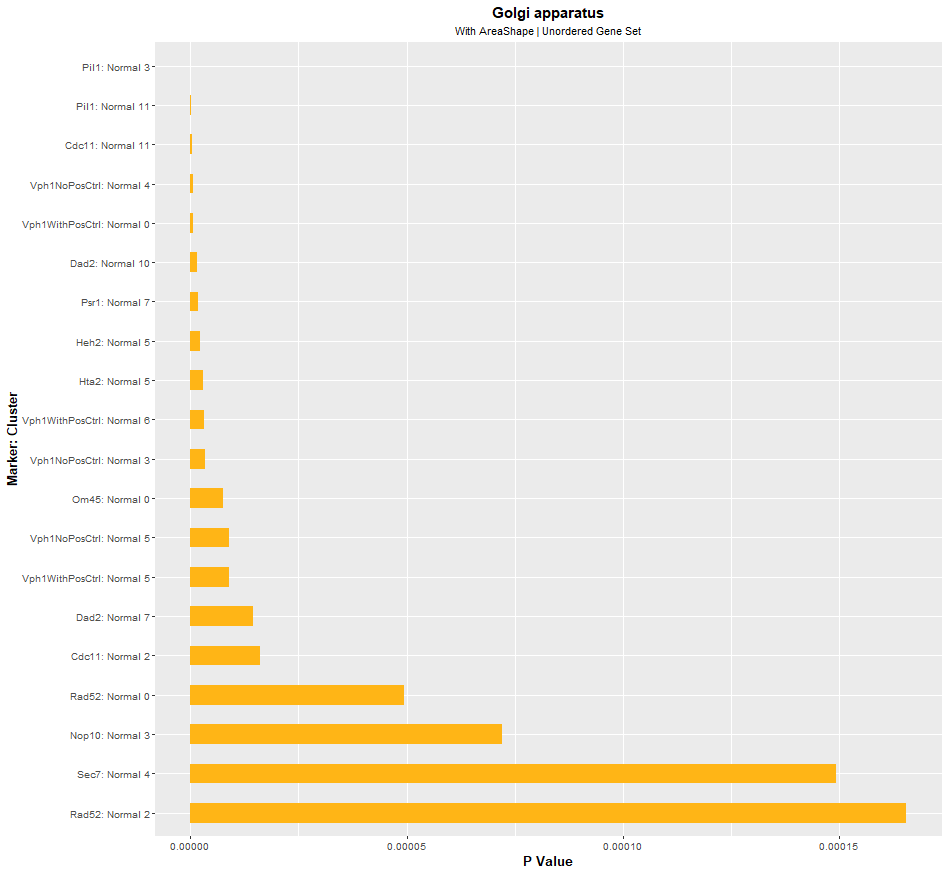 Golgi apparatus
With AreaShape | Unordered Gene Set
Marker: Cluster
Pil1: Normal 3
Pil1: Normal 11
Cdc11: Normal 11
Vph1NoPosCtrl: Normal 4
Vph1WithPosCtrl: Normal 0
Dad2: Normal 10
Psr1: Normal 7
Heh2: Normal 5
Hta2: Normal 5
Vph1WithPosCtrl: Normal 6
Vph1NoPosCtrl: Normal 3
Om45: Normal 0
Vph1NoPosCtrl: Normal 5
Vph1WithPosCtrl: Normal 5
Dad2: Normal 7
Cdc11: Normal 2
Rad52: Normal 0
Nop10: Normal 3
Sec7: Normal 4
Rad52: Normal 2
0.00000 0.00005 0.00010 0.00015
P Value